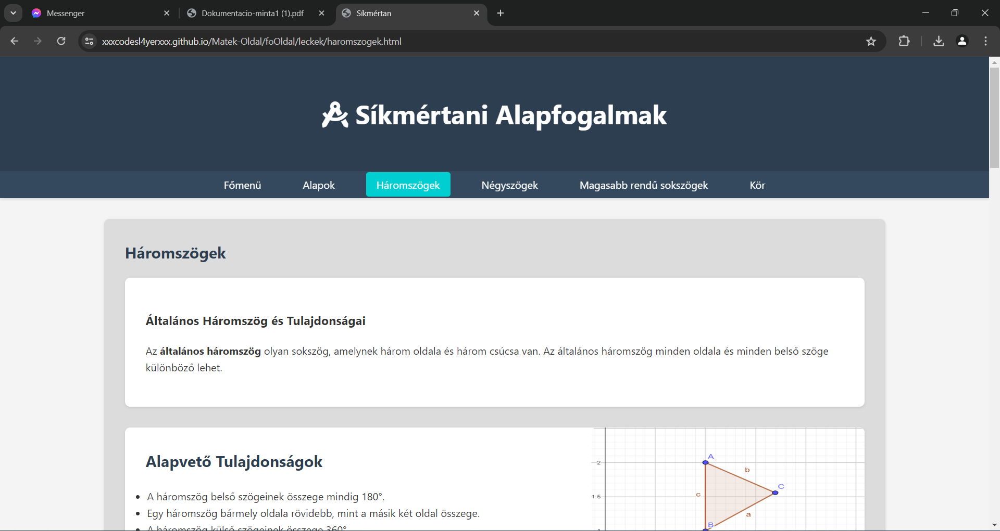 Messenger
Dokumentacio-minta1 (1).pdf
Síkmértan
xxxcodesl4yerxxx.github.io/Matek-Oldal/foOldal/leckek/haromszogek.html
Síkmértani Alapfogalmak
Főmenü
Alapok
Háromszögek
Négyszögek
Magasabb rendű sokszögek
Kör
Háromszögek
Általános Háromszög és Tulajdonságai
Az általános háromszög olyan sokszög, amelynek három oldala és három csúcsa van. Az általános háromszög minden oldala és minden belső szöge
különböző lehet.
Alapvető Tulajdonságok
A háromszög belső szögeinek összege mindig 180°.
Egy háromszög bármely oldala rövidebb, mint a másik két oldal összege.
A háromszög külső szögeinek összege 360°.
A
2
b
C
c
1.5
a
B
1